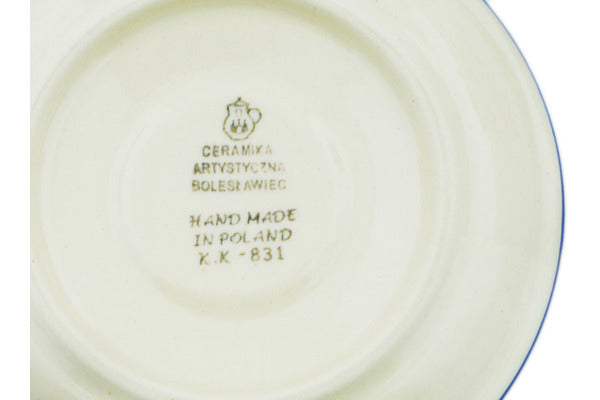 CERAMIKA
ARTYSTYCZNA
BOLESŁAWIEC
HAND MADE
IN POLAND
K.K - 831